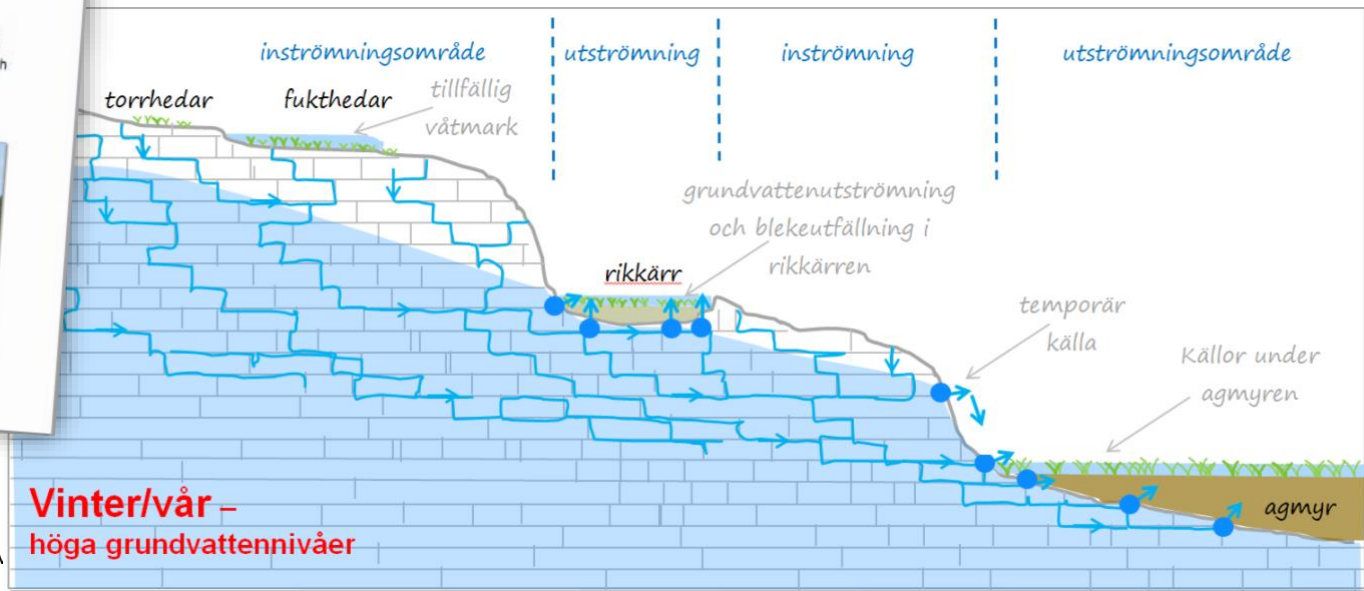 inströmningsområde
utströmning
inströmning
utströmningsområde
torrhedar
fukthedar
tillfällig
våtmark
grundvattenutströmning
och blekeutfällning i
rikkärren
rikkärr
temporär
källa
Källor under
agmyren
agmyr
Vinter/vår –
höga grundvattennivåer